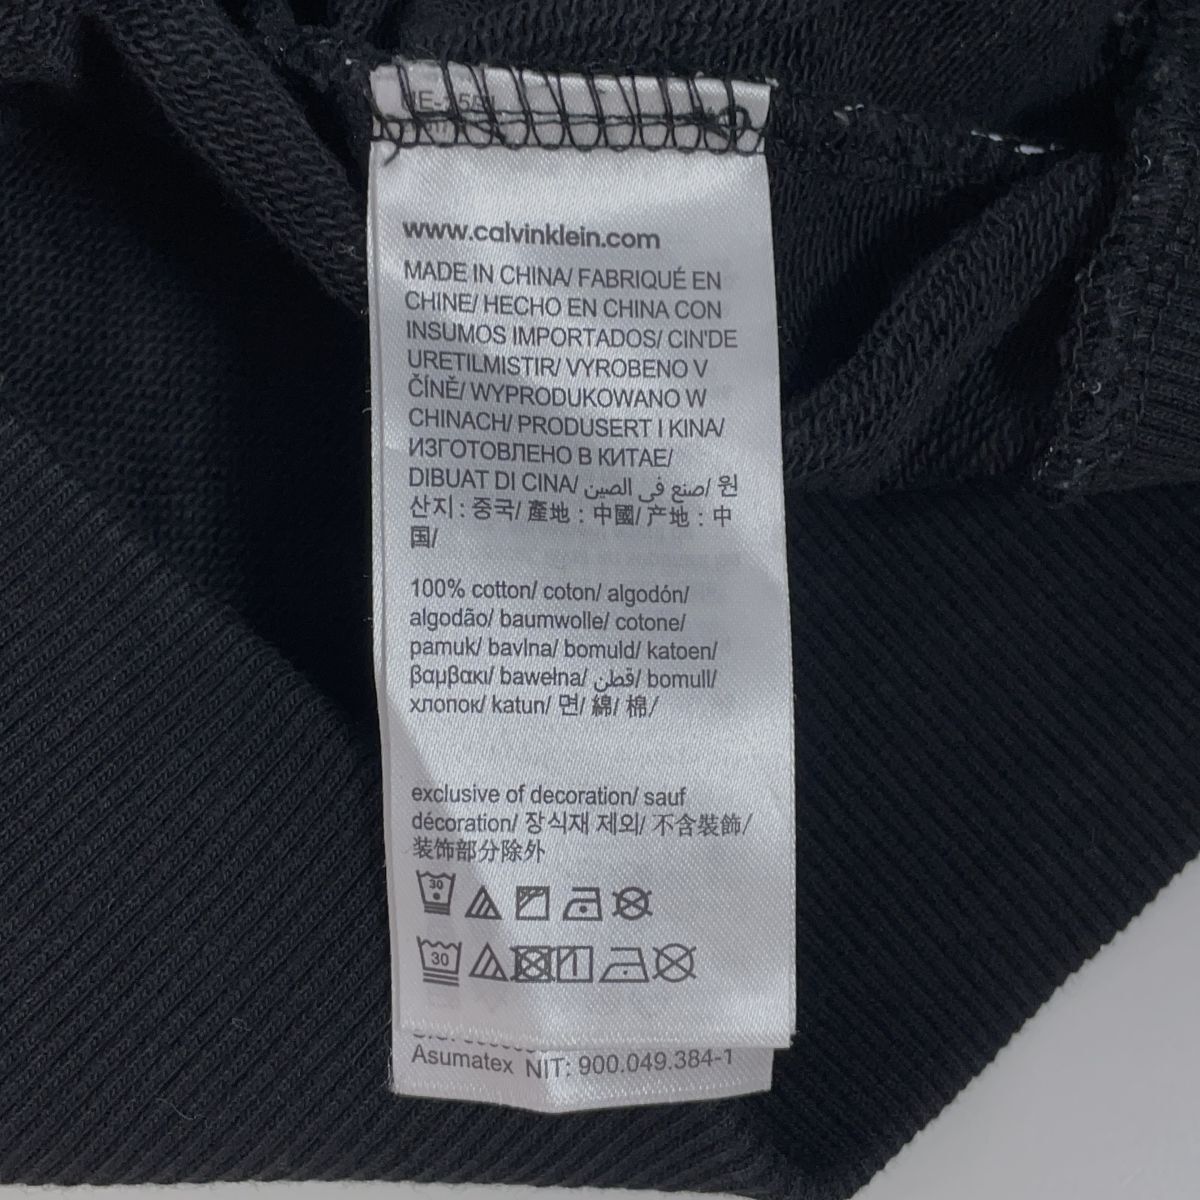 www.calvinklein.com
MADE IN CHINA/ FABRIQUÉ EN
CHINE/ HECHO EN CHINA CON
INSUMOS IMPORTADOS/ CIN'DE
URETILMISTIR/ VYROBENO V
ČÍNĚ/ WYPRODUKOWANO W
CHINACH/ PRODUSERT I KINA/
ИЗГОТОВЛЕНО В КИТАЕ/
DIBUAT DI CINA/ صنع في الصين/ 원
산지 : 중국/ 產地 : 中國/ 产地 : 中
国/
100% cotton/ coton/ algodón/
algodão/ baumwolle/ cotone/
pamuk/ bavlna/ bomuld/ katoen/
βαμβακι/ bawełna/ قطن/ bomull/
хлопок/ katun/ 면/ 綿/ 棉/
exclusive of decoration/ sauf
décoration/ 장식재 제외/ 不含裝飾/
装饰部分除外
30
30
Asumatex NIT: 900.049.384-1